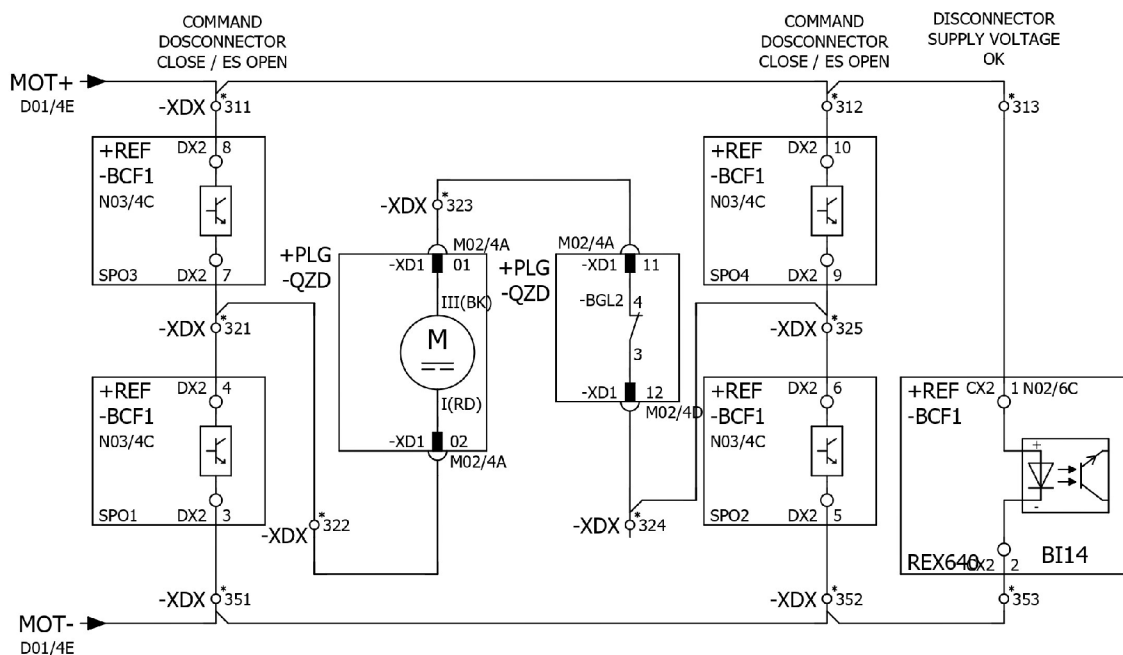 COMMAND
DOSCONNECTOR
CLOSE / ES OPEN
COMMAND
DOSCONNECTOR
CLOSE / ES OPEN
DISCONNECTOR
SUPPLY VOLTAGE
OK
MOT+
D01/4E
-XDX
*
311
*
312
*
313
+REF
-BCF1
N03/4C
DX2
8
SPO3
DX2
7
+REF
-BCF1
N03/4C
DX2
10
SPO4
DX2
9
-XDX
*
323
+PLG
-QZD
M02/4A
-XD1
01
III(BK)
M
I(RD)
-XD1
02
M02/4A
M02/4A
+PLG
-QZD
-XD1
11
-BGL2
4
3
-XD1
12
M02/4D
-XDX
*
321
-XDX
*
325
+REF
-BCF1
N03/4C
DX2
4
SPO1
DX2
3
+REF
-BCF1
N03/4C
DX2
6
SPO2
DX2
5
+REF
-BCF1
CX2
1
N02/6C
+
-
REX640
CX2
2
BI14
-XDX
*
322
-XDX
*
324
-XDX
*
351
-XDX
*
352
*
353
MOT-
D01/4E